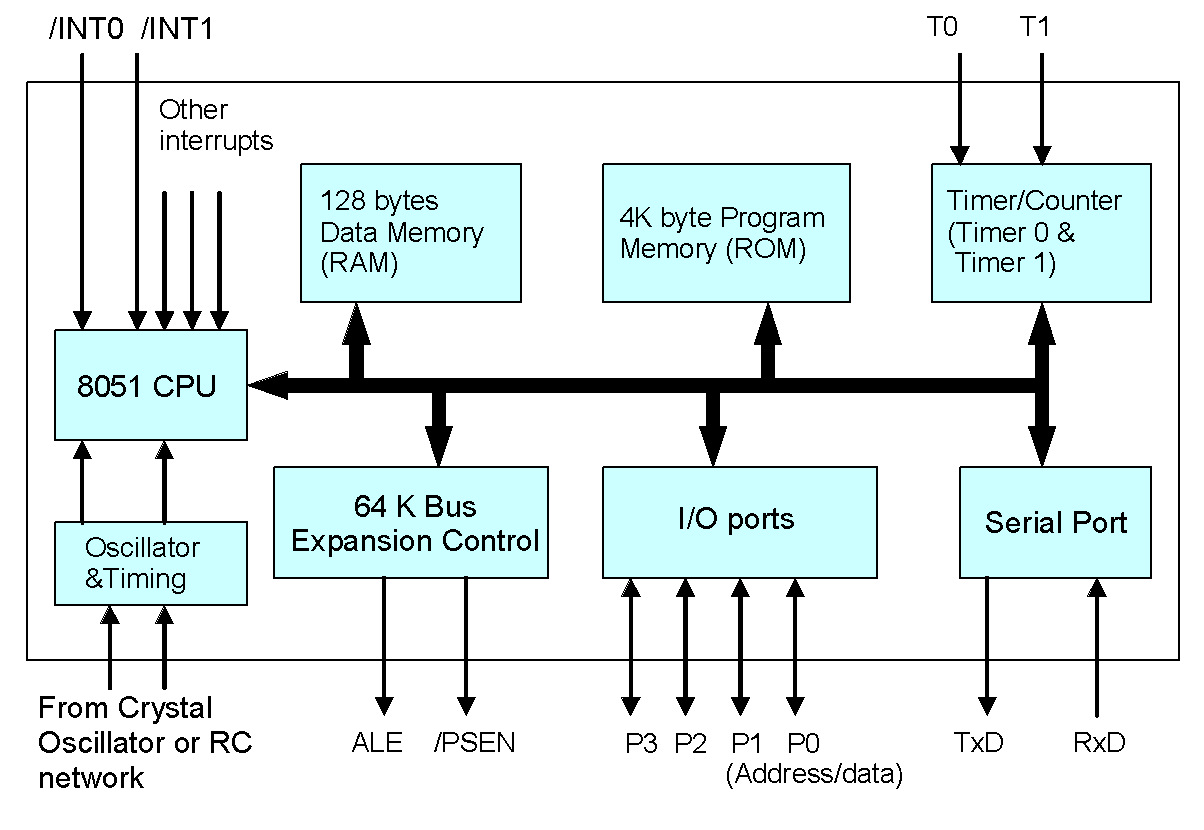 /INT0 /INT1
T0 T1
Other
interrupts
128 bytes
Data Memory
(RAM)
4K byte Program
Memory (ROM)
Timer/Counter
(Timer 0 &
Timer 1)
8051 CPU
64 K Bus
Expansion Control
I/O ports
Serial Port
Oscillator
&Timing
From Crystal
Oscillator or RC
network
ALE /PSEN
P3 P2 P1 P0
(Address/data)
TxD RxD